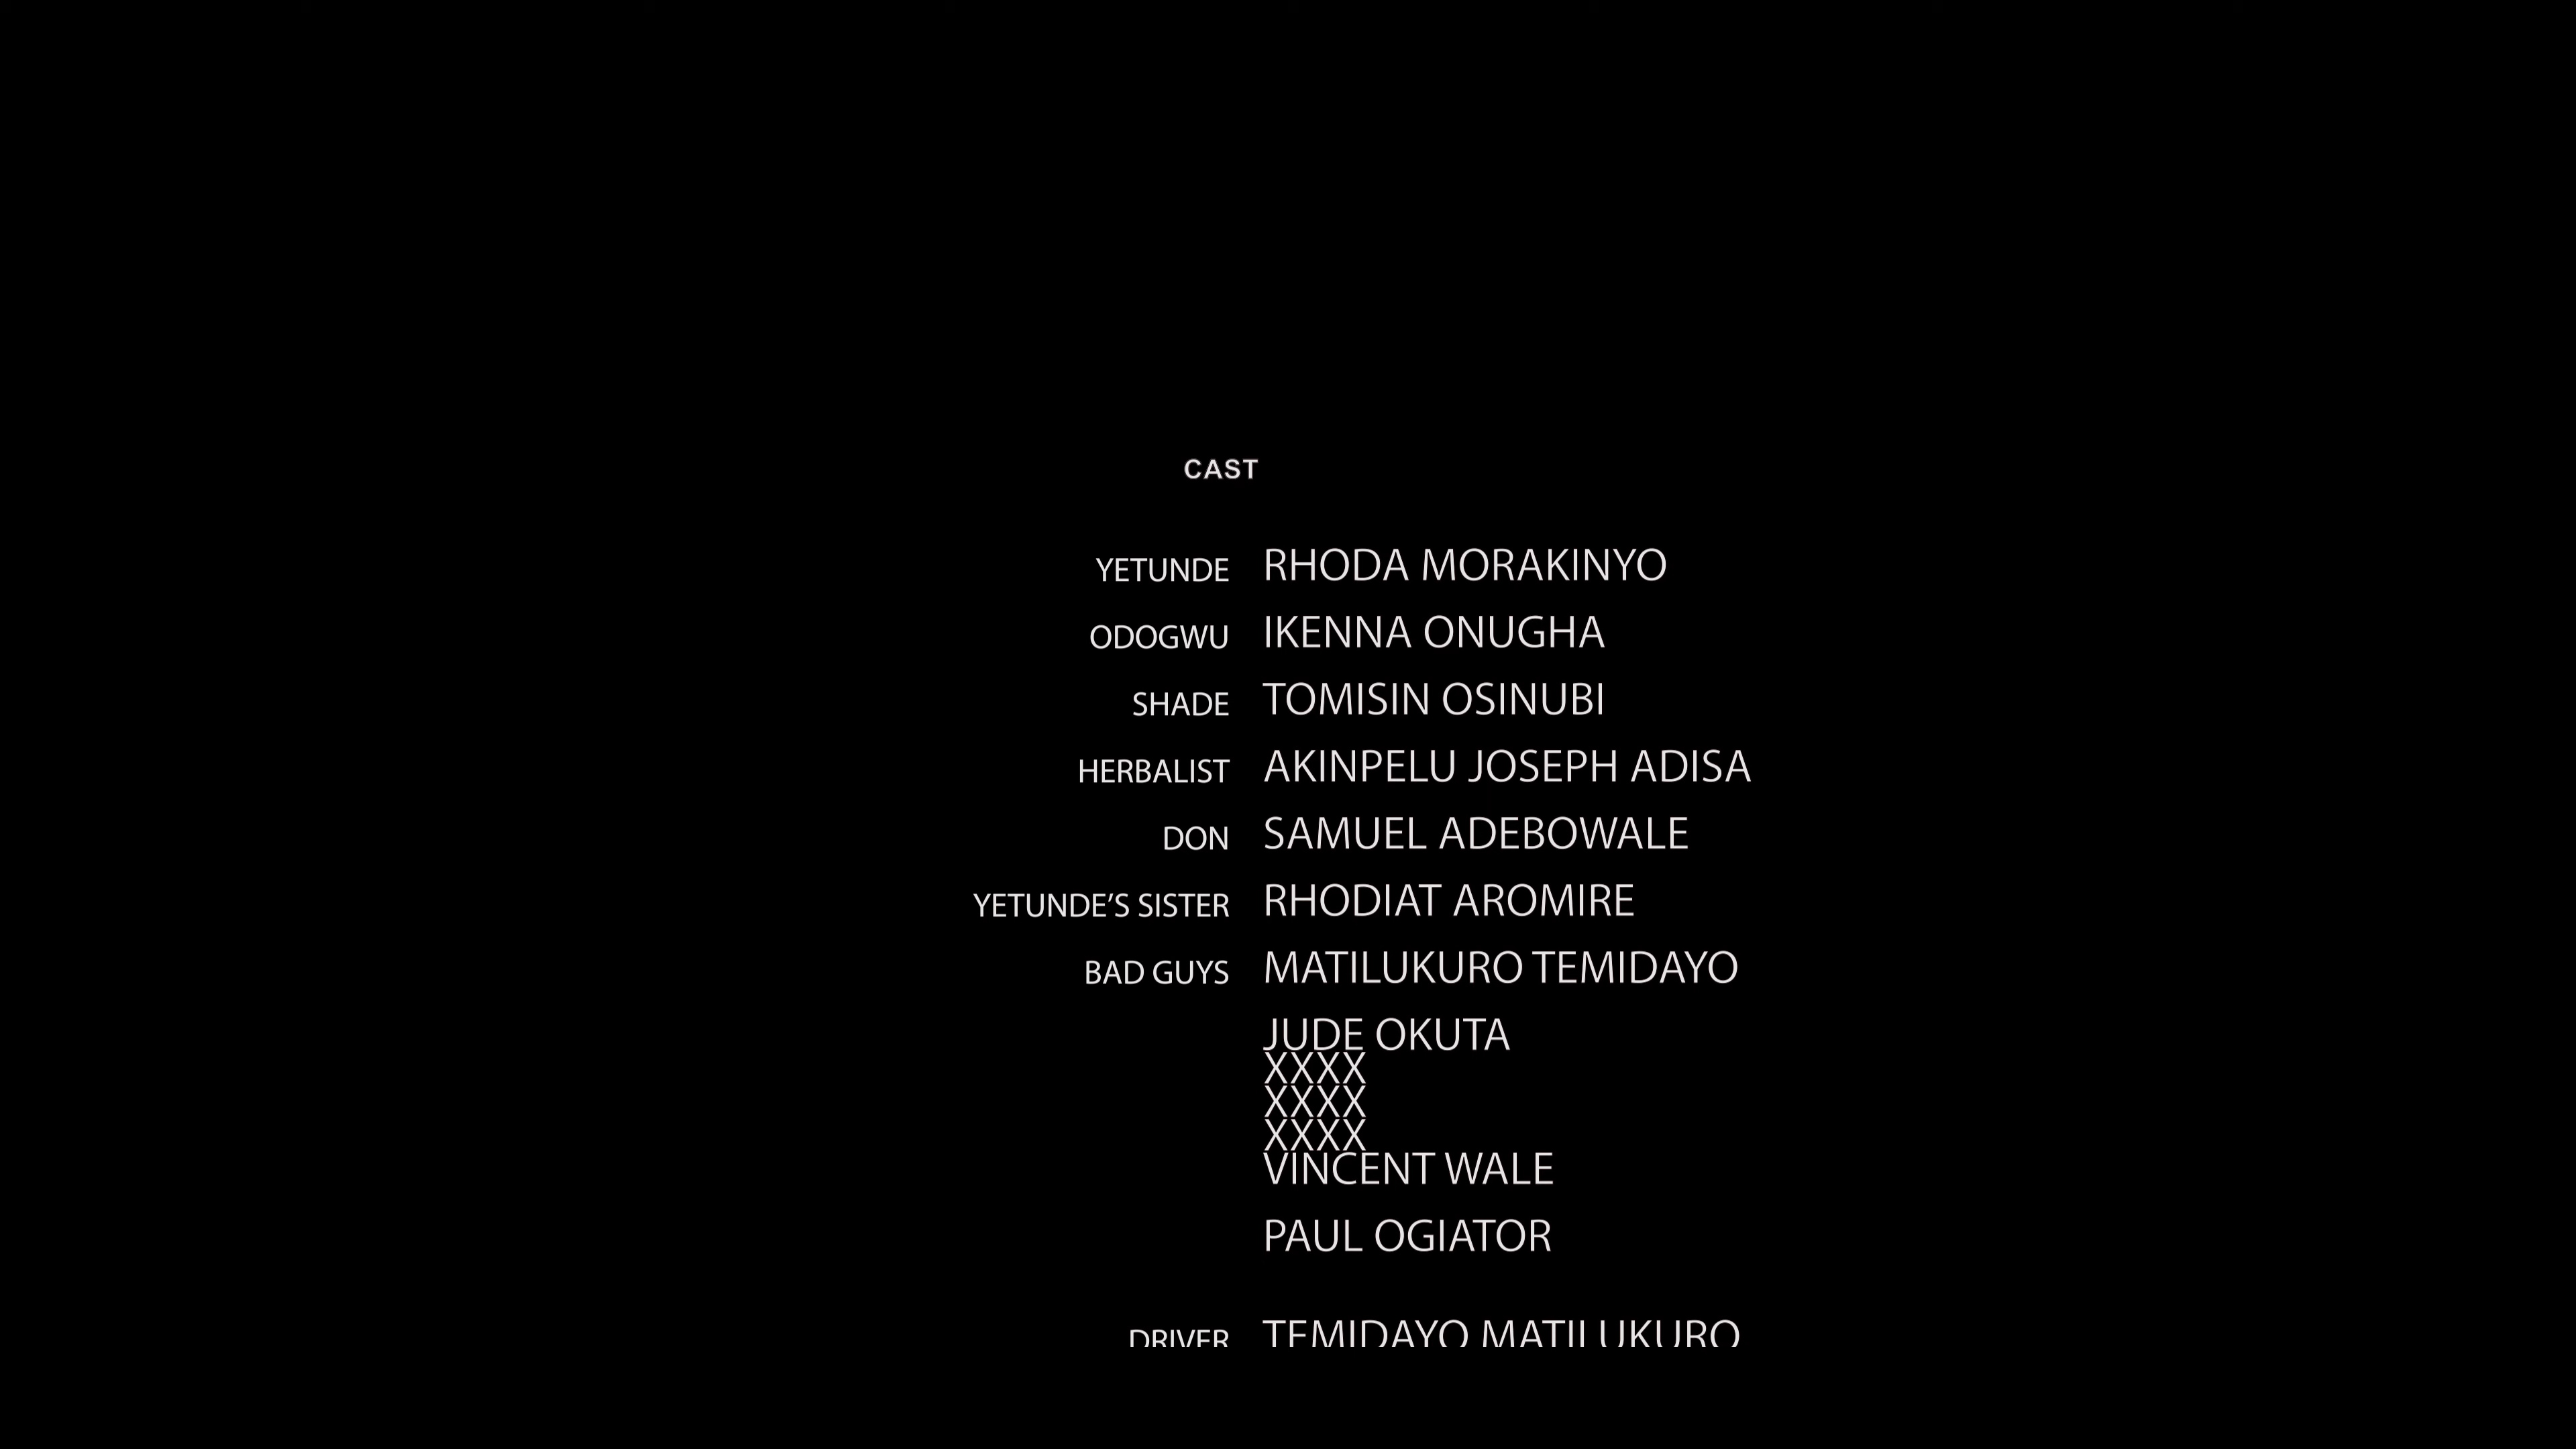 CAST
YETUNDE RHODA MORAKINYO
ODOGWU IKENNA ONUGHA
SHADE TOMISIN OSINUBI
HERBALIST AKINPELU JOSEPH ADISA
DON SAMUEL ADEBOWALE
YETUNDE’S SISTER RHODIAT AROMIRE
BAD GUYS MATILUKURO TEMIDAYO
JUDE OKUTA
XXXX
XXXX
XXXX
VINCENT WALE
PAUL OGIATOR
DRIVER TEMIDAYO MATILUKURO